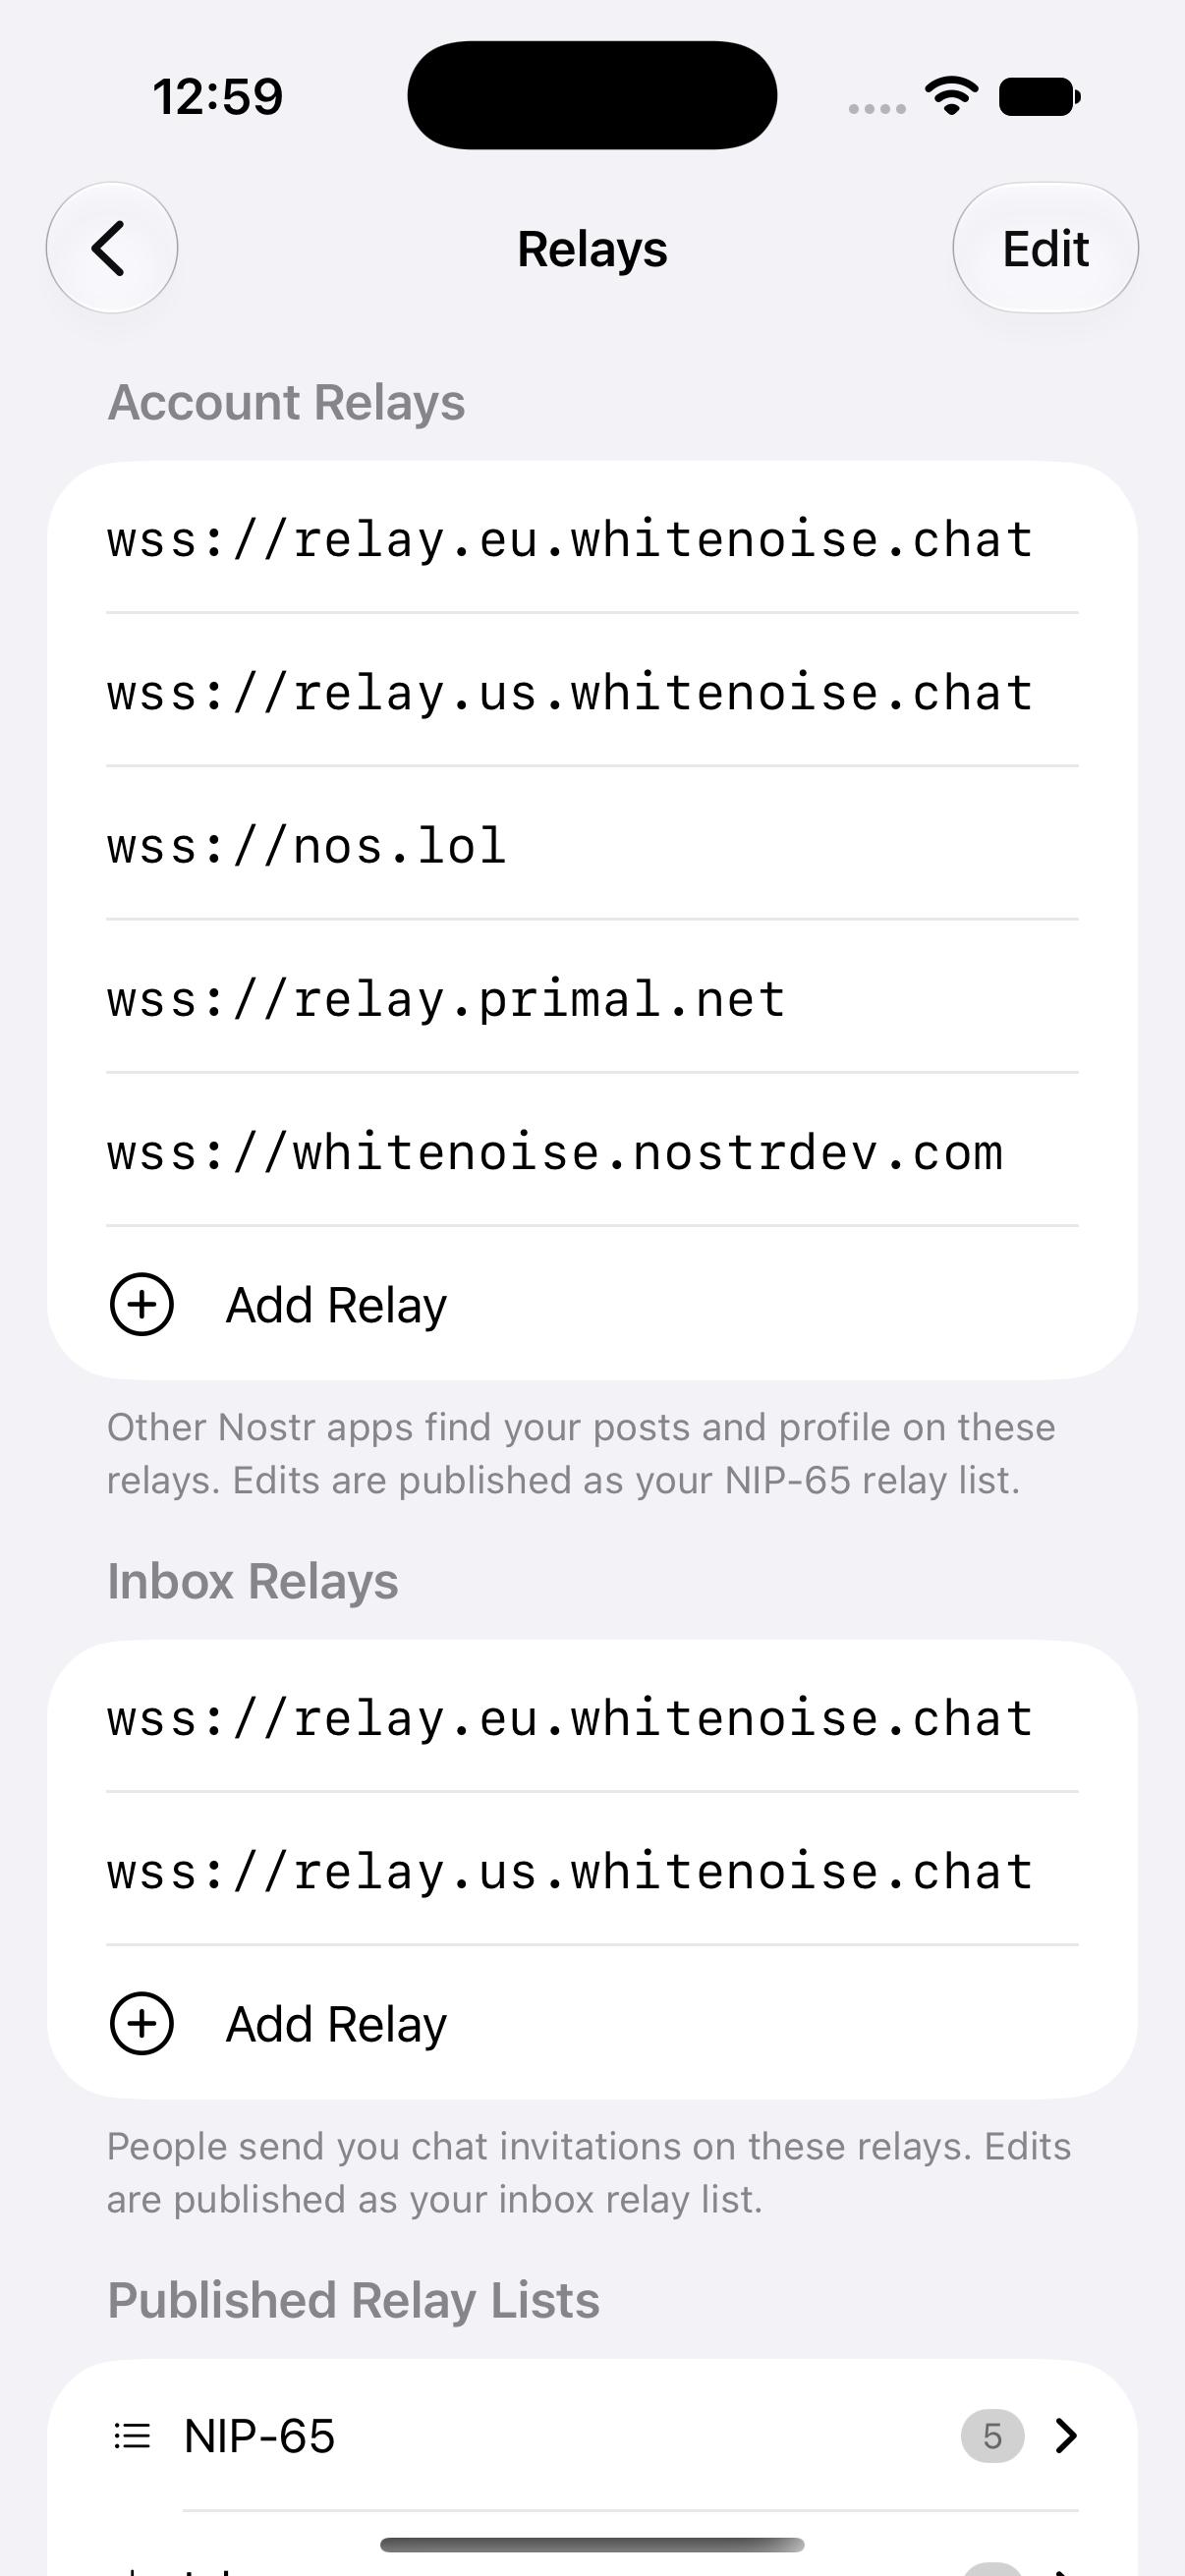 12:59
Relays
Edit
Account Relays
wss://relay.eu.whitenoise.chat
wss://relay.us.whitenoise.chat
wss://nos.lol
wss://relay.primal.net
wss://whitenoise.nostrdev.com
Add Relay
Other Nostr apps find your posts and profile on these
relays. Edits are published as your NIP-65 relay list.
Inbox Relays
wss://relay.eu.whitenoise.chat
wss://relay.us.whitenoise.chat
Add Relay
People send you chat invitations on these relays. Edits
are published as your inbox relay list.
Published Relay Lists
NIP-65
5